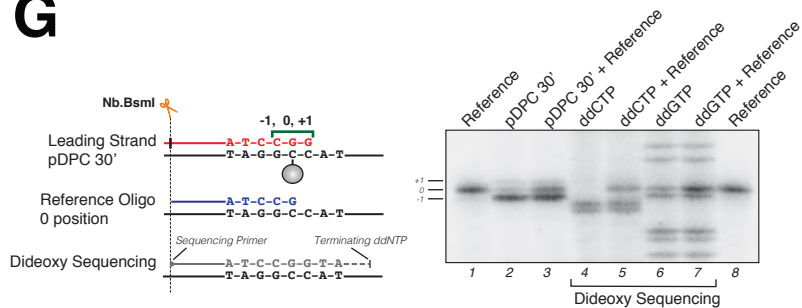 G
Nb.BsmI
Leading Strand
pDPC 30'
-1, 0, +1
A-T-C-C-G-G
T-A-G-G-C-C-A-T
Reference Oligo
0 position
A-T-C-C-G
T-A-G-G-C-C-A-T
Sequencing Primer
Terminating ddNTP
Dideoxy Sequencing
A-T-C-C-G-G-T-A
T-A-G-G-C-C-A-T
Reference
pDPC 30'
pDPC 30' + Reference
ddCTP
ddCTP + Reference
ddGTP
ddGTP + Reference
Reference
+1
0
-1
1 2 3 4 5 6 7 8
Dideoxy Sequencing